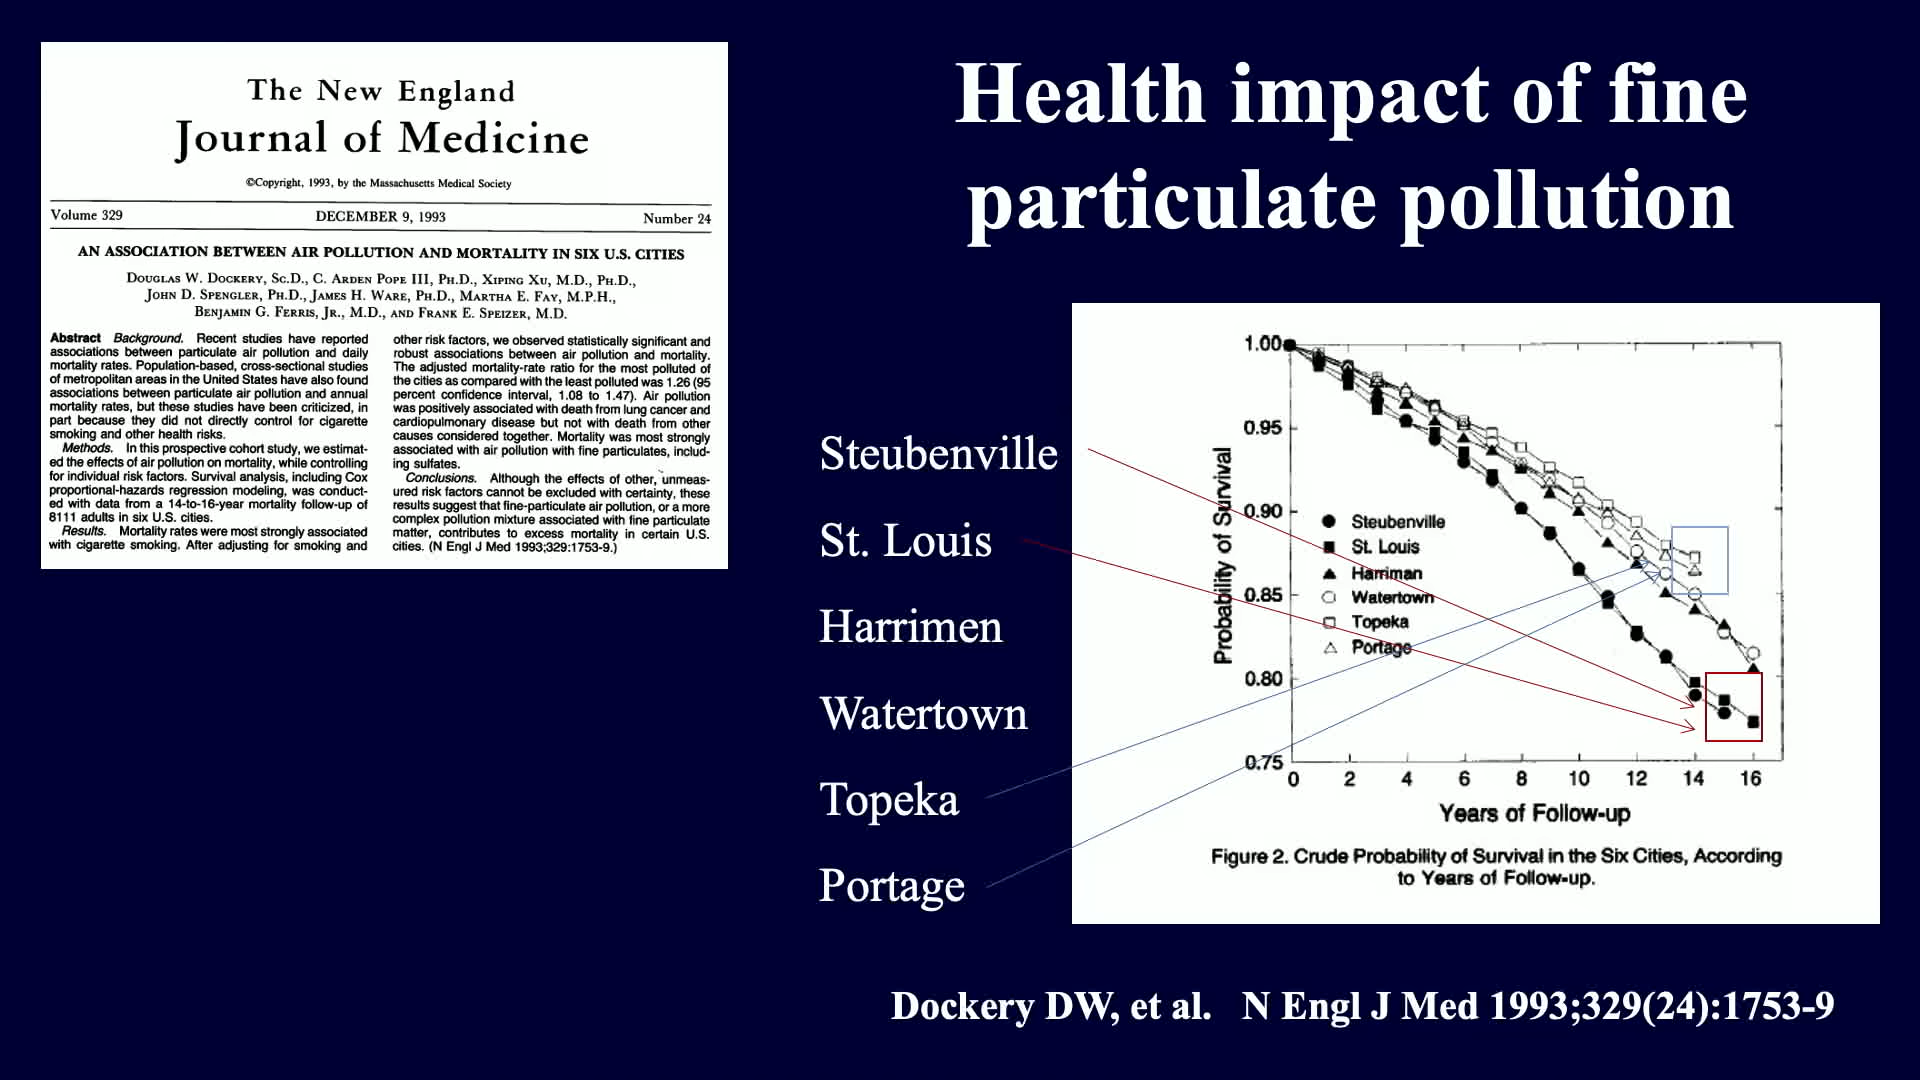 The New England
Journal of Medicine
©Copyright, 1993, by the Massachusetts Medical Society
Volume 329 DECEMBER 9, 1993 Number 24
AN ASSOCIATION BETWEEN AIR POLLUTION AND MORTALITY IN SIX U.S. CITIES
DOUGLAS W. DOCKERY, SC.D., C. ARDEN POPE III, PH.D., XIPING XU, M.D., PH.D.,
JOHN D. SPENGLER, PH.D., JAMES H. WARE, PH.D., MARTHA E. FAY, M.P.H.,
BENJAMIN G. FERRIS, JR., M.D., AND FRANK E. SPEIZER, M.D.
Abstract Background. Recent studies have reported
associations between particulate air pollution and daily
mortality rates. Population-based, cross-sectional studies
of metropolitan areas in the United States have also found
associations between particulate air pollution and annual
mortality rates, but these studies have been criticized, in
part because they did not directly control for cigarette
smoking and other health risks.
Methods. In this prospective cohort study, we estimat-
ed the effects of air pollution on mortality, while controlling
for individual risk factors. Survival analysis, including Cox
proportional-hazards regression modeling, was conduct-
ed with data from a 14-to-16-year mortality follow-up of
8111 adults in six U.S. cities.
Results. Mortality rates were most strongly associated
with cigarette smoking. After adjusting for smoking and
other risk factors, we observed statistically significant and
robust associations between air pollution and mortality.
The adjusted mortality-rate ratio for the most polluted of
the cities as compared with the least polluted was 1.26 (95
percent confidence interval, 1.08 to 1.47). Air pollution
was positively associated with death from lung cancer and
cardiopulmonary disease but not with death from other
causes considered together. Mortality was most strongly
associated with air pollution with fine particulates, includ-
ing sulfates.
Conclusions. Although the effects of other, unmeas-
ured risk factors cannot be excluded with certainty, these
results suggest that fine-particulate air pollution, or a more
complex pollution mixture associated with fine particulate
matter, contributes to excess mortality in certain U.S.
cities. (N Engl J Med 1993;329:1753-9.)
Health impact of fine
particulate pollution
Steubenville
St. Louis
Harrimen
Watertown
Topeka
Portage
Probability of Survival
1.00
0.95
0.90
0.85
0.80
0.75
Steubenville
St. Louis
Harriman
Watertown
Topeka
Portage
0 2 4 6 8 10 12 14 16
Years of Follow-up
Figure 2. Crude Probability of Survival in the Six Cities, According
to Years of Follow-up.
Dockery DW, et al. N Engl J Med 1993;329(24):1753-9